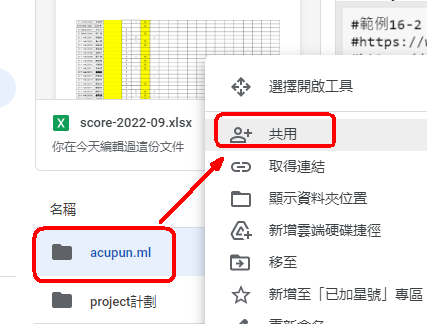 #範例16-2
#https://w
選擇開啟工具
score-2022-09.xlsx
你在今天編輯過這份文件
共用
取得連結
名稱
顯示資料夾位置
acupun.ml
新增雲端硬碟捷徑
移至
project計劃
新增至「已加星號」專區